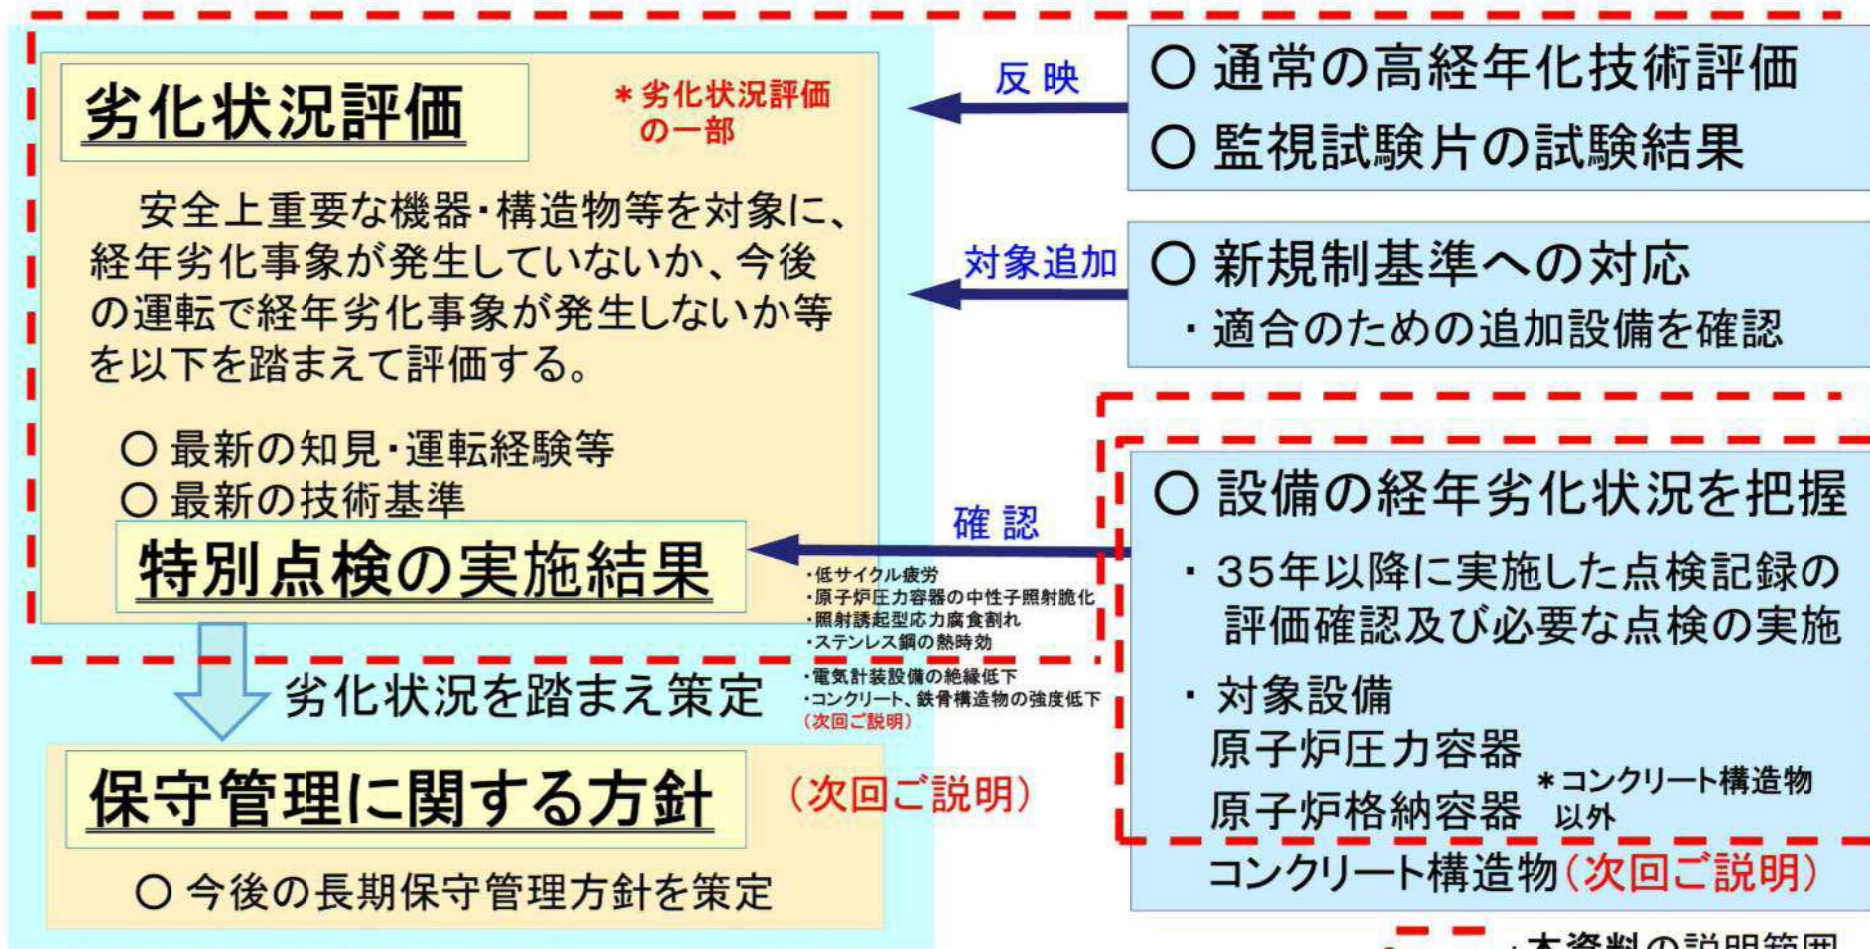 劣化状況評価
*劣化状況評価
の一部
安全上重要な機器・構造物等を対象に、
経年劣化事象が発生していないか、今後
の運転で経年劣化事象が発生しないか等
を以下を踏まえて評価する。
○ 最新の知見・運転経験等
○ 最新の技術基準
特別点検の実施結果
劣化状況を踏まえ策定
保守管理に関する方針
(次回ご説明)
○ 今後の長期保守管理方針を策定
反 映
対象追加
確 認
・低サイクル疲労
・原子炉圧力容器の中性子照射脆化
・照射誘起型応力腐食割れ
・ステンレス鋼の熱時効
・電気計装設備の絶縁低下
・コンクリート、鉄骨構造物の強度低下
(次回ご説明)
○ 通常の高経年化技術評価
○ 監視試験片の試験結果
○ 新規制基準への対応
・適合のための追加設備を確認
○ 設備の経年劣化状況を把握
・35年以降に実施した点検記録の
評価確認及び必要な点検の実施
・対象設備
原子炉圧力容器
原子炉格納容器
*コンクリート構造物
以外
コンクリート構造物(次回ご説明)
:本資料の説明範囲